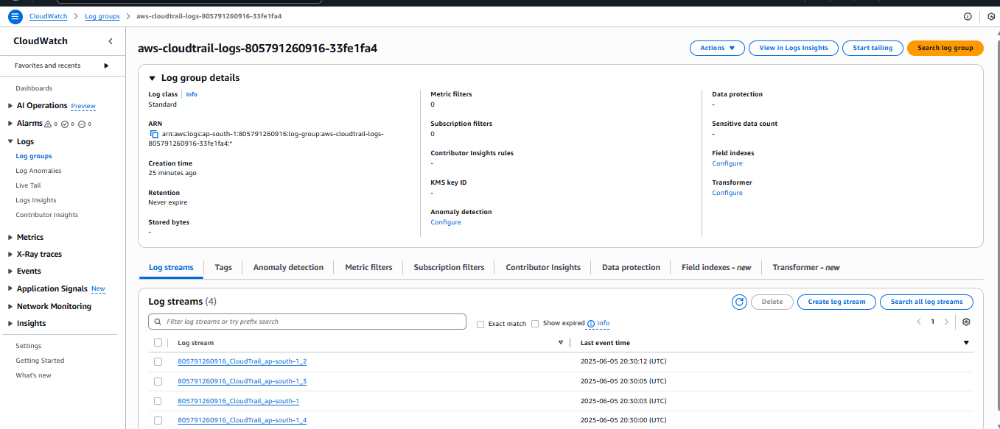 CloudWatch > Log groups > aws-cloudtrail-logs-805791260916-33fe1fa4
CloudWatch
Favorites and recents
Dashboards
AI Operations Preview
Alarms 0 0 0
Logs
Log groups
Log Anomalies
Live Tail
Logs Insights
Contributor Insights
Metrics
X-Ray traces
Events
Application Signals New
Network Monitoring
Insights
Settings
Getting Started
What's new
aws-cloudtrail-logs-805791260916-33fe1fa4
Actions
View in Logs Insights
Start tailing
Search log group
Log group details
Log class Info
Standard
ARN
arn:aws:logs:ap-south-1:805791260916:log-group:aws-cloudtrail-logs-
805791260916-33fe1fa4:*
Creation time
25 minutes ago
Retention
Never expire
Stored bytes
-
Metric filters
0
Subscription filters
0
Contributor Insights rules
-
KMS key ID
-
Anomaly detection
Configure
Data protection
-
Sensitive data count
-
Field indexes
Configure
Transformer
Configure
Log streams
Tags
Anomaly detection
Metric filters
Subscription filters
Contributor Insights
Data protection
Field indexes - new
Transformer - new
Log streams (4)
Delete
Create log stream
Search all log streams
Filter log streams or try prefix search
Exact match
Show expired Info
1
Log stream Last event time
805791260916_CloudTrail_ap-south-1_2 2025-06-05 20:30:12 (UTC)
805791260916_CloudTrail_ap-south-1_3 2025-06-05 20:30:05 (UTC)
805791260916_CloudTrail_ap-south-1 2025-06-05 20:30:03 (UTC)
805791260916_CloudTrail_ap-south-1_4 2025-06-05 20:30:00 (UTC)